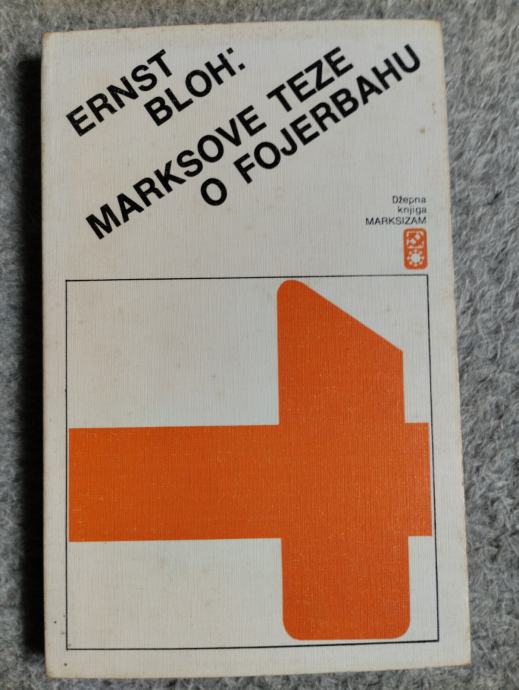 ERNST
BLOH:
MARKSOVE TEZE
O FOJERBAHU
Džepna
knjiga
MARKSIZAM